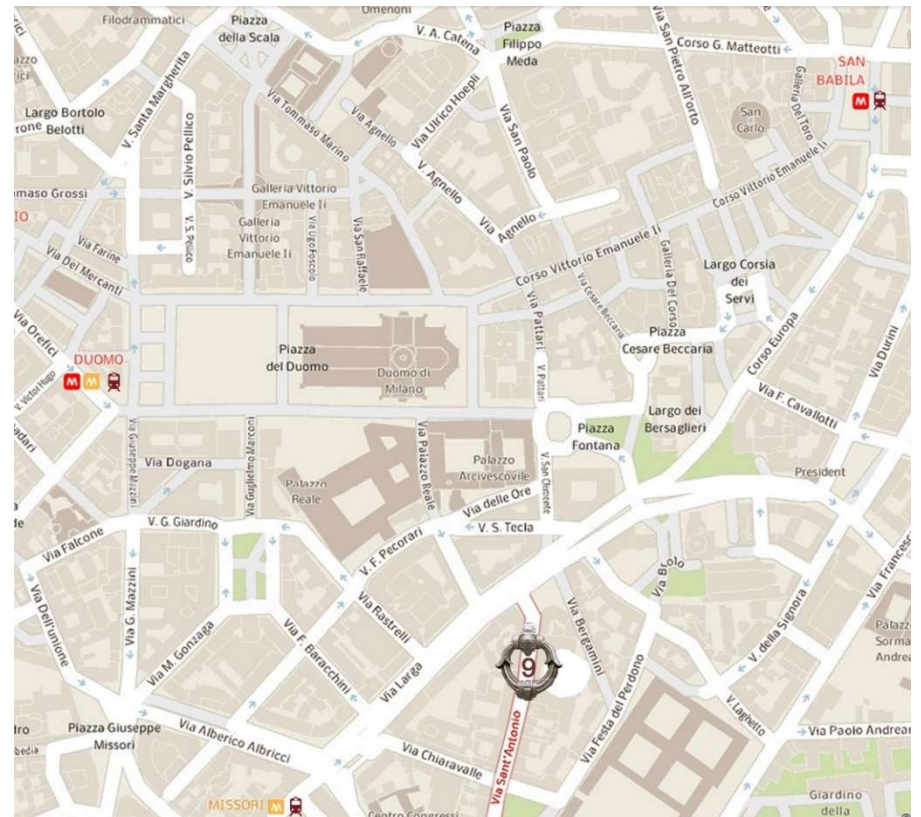 Filodrammatici
Piazza
della Scala
Omenoni
V. A. Catena
Piazza
Filippo
Meda
Via San Pietro All'orto
Corso G. Matteotti
SAN
BABILA
M
Galleria Del Toro
San
Carlo
Largo Bortolo
Belotti
V. Santa Margherita
V. Silvio Pellico
Via Tommaso Marino
Via Agnello
Via Ulrico Hoepli
Via San Paolo
V. Agnello
Via Agnello
Corso Vittorio Emanuele Ii
Galleria Vittorio
Emanuele Ii
Galleria
Vittorio
Emanuele Ii
Via Ugo Foscolo
Via San Raffaele
V. S. Pellico
Via Farine
Via Dei Mercanti
Corso Vittorio Emanuele Ii
Via Cesare Beccaria
Galleria Del Corso
Largo Corsia
dei
Servi
Via Orefici
DUOMO
M M
V. Victor Hugo
Piazza
del Duomo
Duomo di
Milano
Via Pattari
V. Pattari
Piazza
Cesare Beccaria
Corso Europa
Via Durini
Via F. Cavallotti
Largo dei
Bersaglieri
Piazza
Fontana
President
Via Giuseppe Mazzini
Via Dogana
Via Guglielmo Marconi
Palazzo
Reale
Via Palazzo Reale
Palazzo
Arcivescovile
V. San Clemente
Via delle Ore
V. S. Tecla
V. G. Giardino
V. F. Pecorari
Via Falcone
Via Dell'unione
V. G. Mazzini
Via M. Gonzaga
Via F. Baracchini
Via Rastrelli
Via Larga
Via Bergamini
V. della Signora
Via Francesc
Palazz
Sorma
Andrea
9
Via Festa del Perdono
V. Laghetto
Via Paolo Andrean
Piazza Giuseppe
Missori
Via Alberico Albricci
Via Chiaravalle
Via Sant'Antonio
MISSORI M
Centro Congressi
Giardino
della